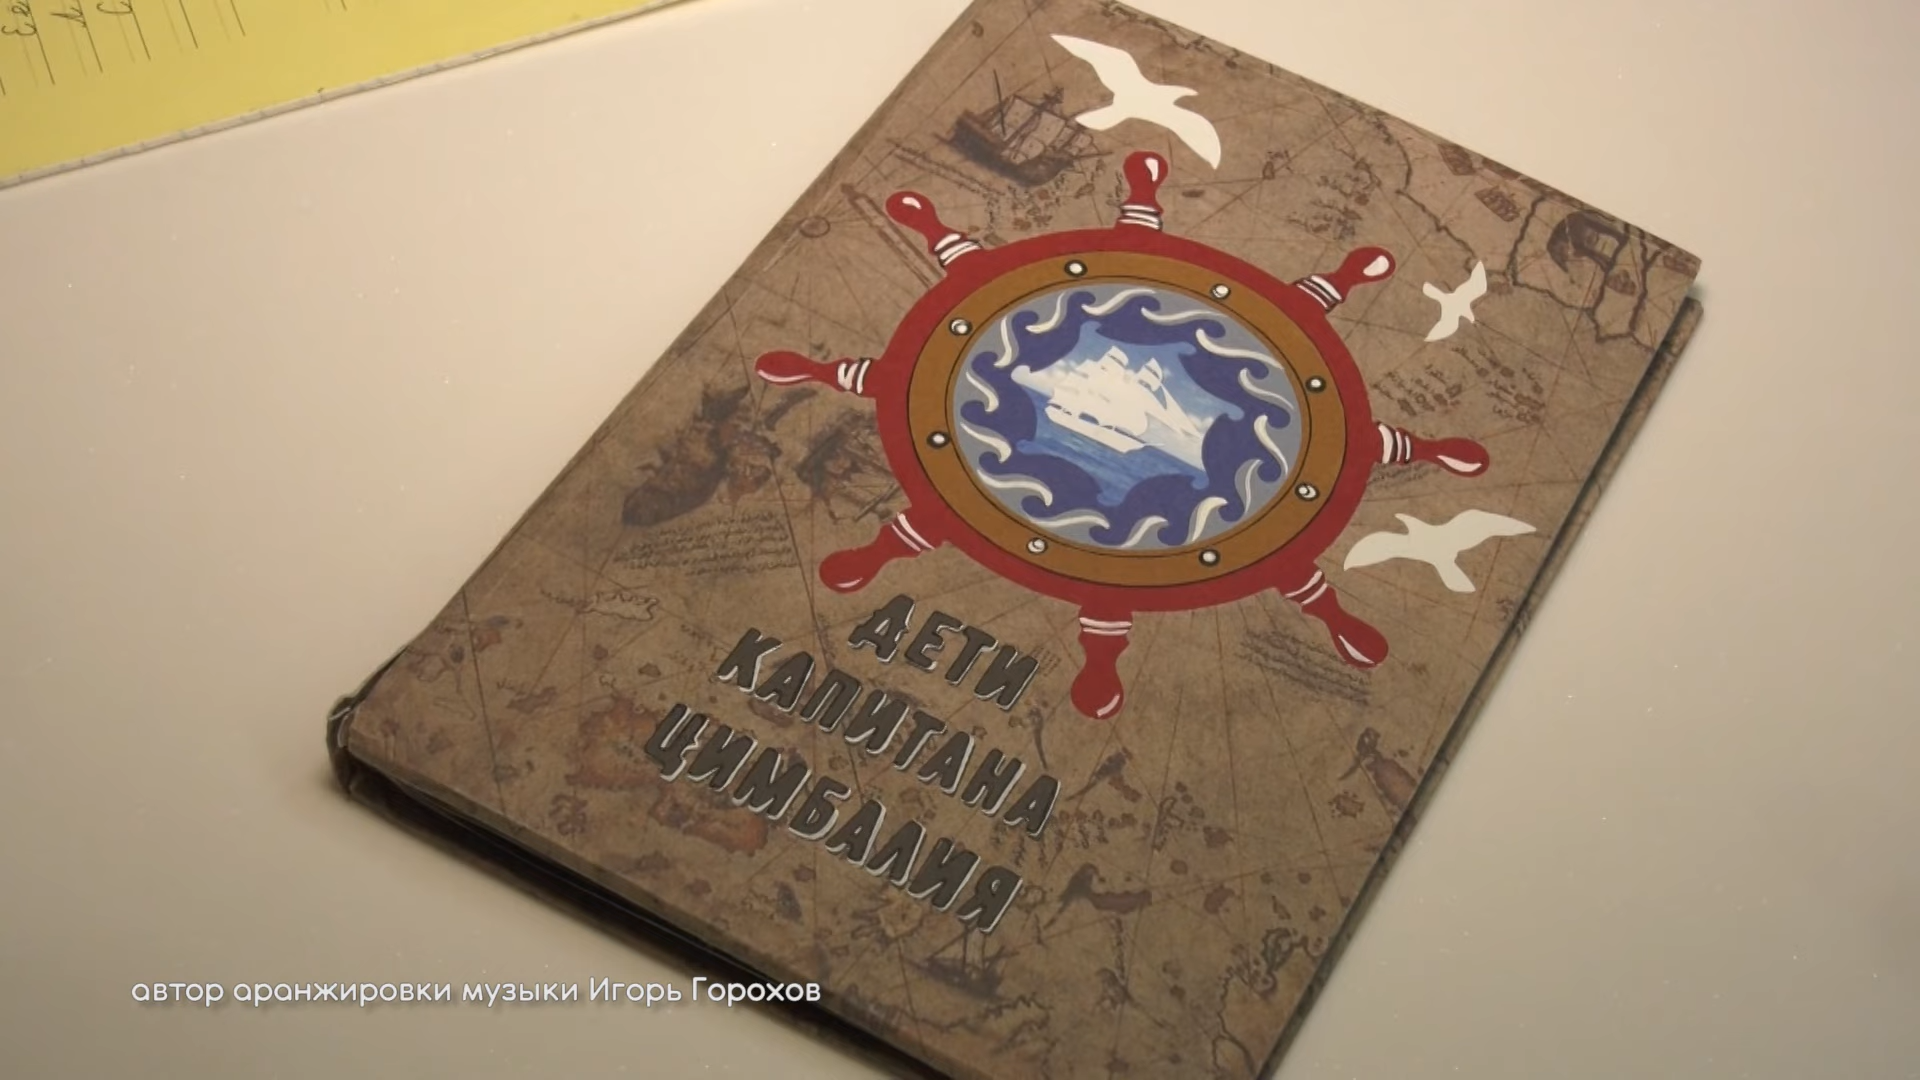 ДЕТИ
КАПИТАНА
ЦИМБАЛИЯ
автор аранжировки музыки Игорь Горохов